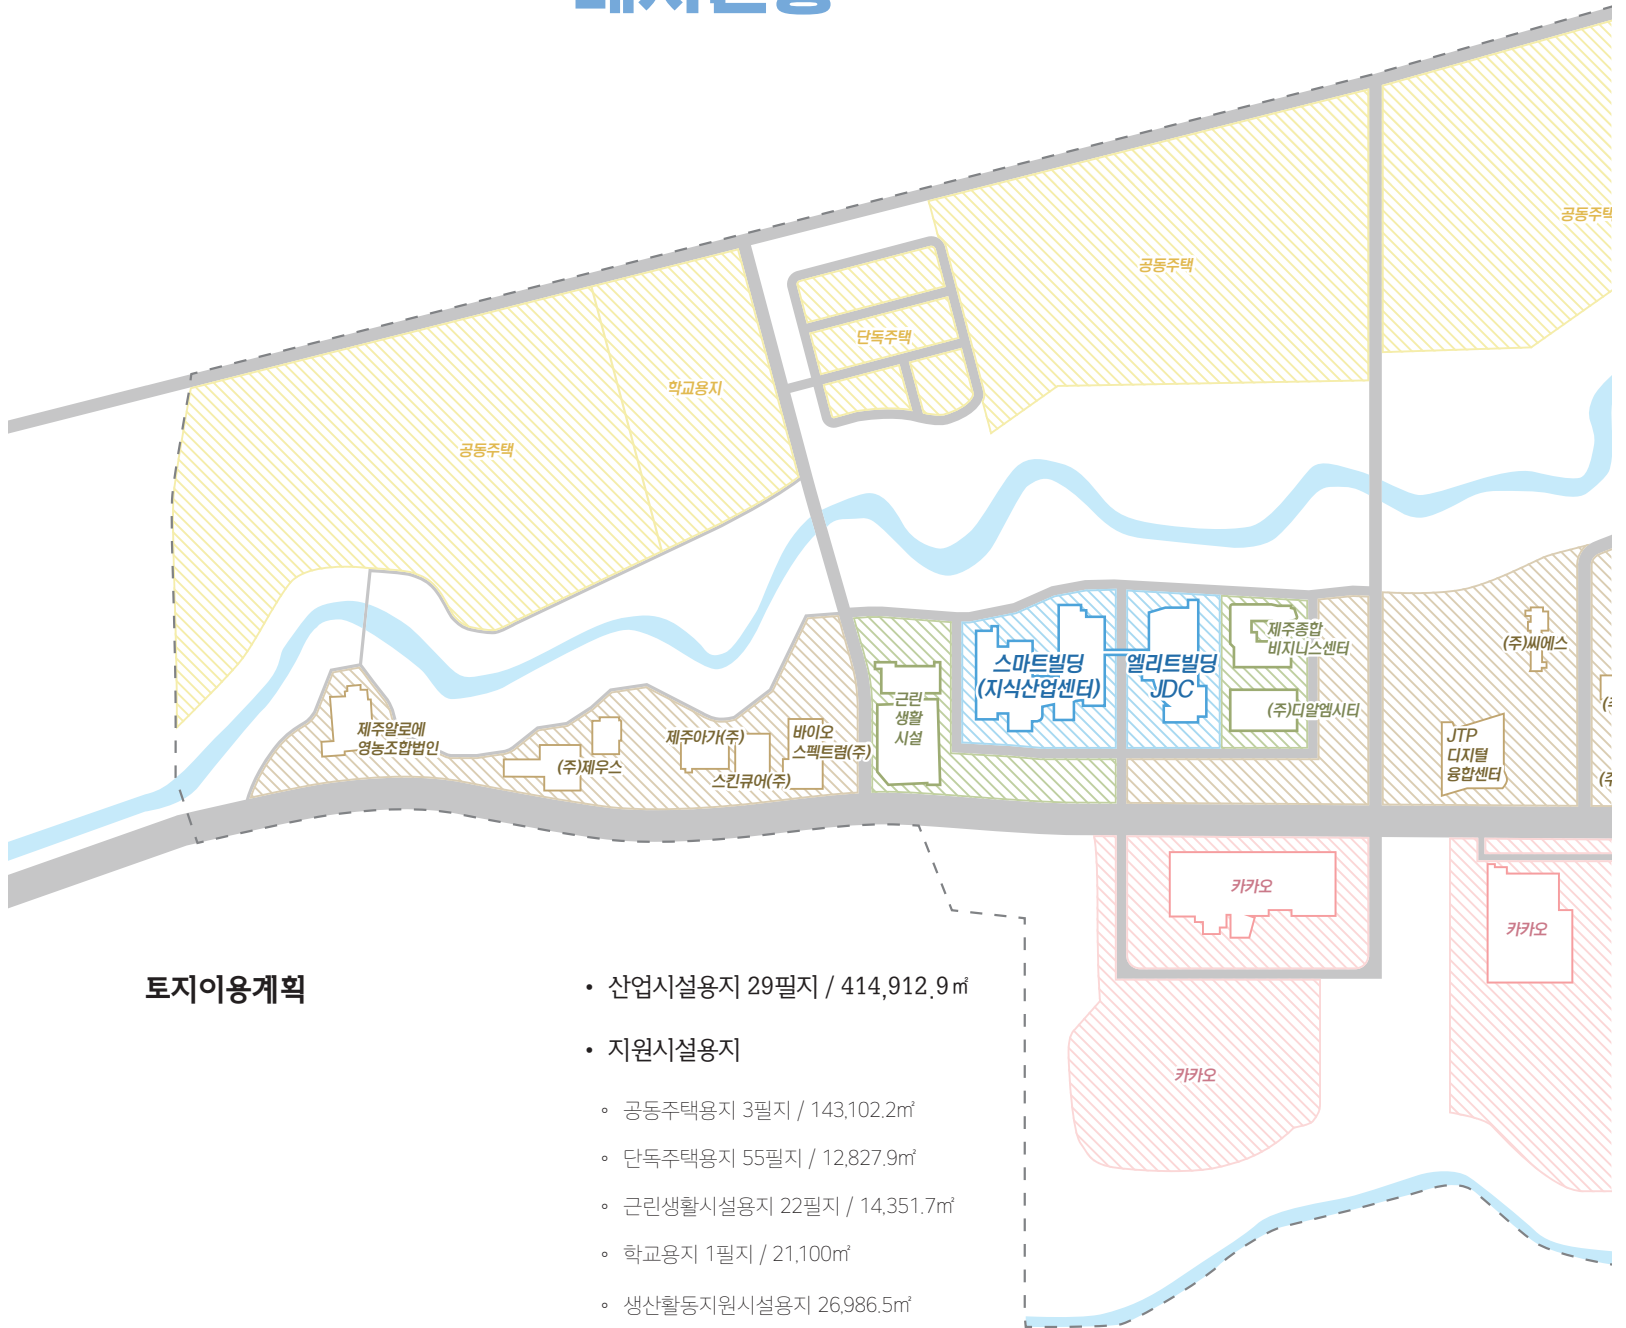 공동주택
공동주택
단독주택
학교용지
공동주택
스마트빌딩
(지식산업센터)
엘리트빌딩
JDC
제주종합
비지니스센터
(주)디알엠시티
(주)씨에스
근린
생활
시설
제주알로에
영농조합법인
(주)제우스
제주아가(주)
스킨큐어(주)
바이오
스펙트럼(주)
JTP
디지털
융합센터
카카오
카카오
카카오
토지이용계획
• 산업시설용지 29필지 / 414,912.9㎡
• 지원시설용지
◦ 공동주택용지 3필지 / 143,102.2㎡
◦ 단독주택용지 55필지 / 12,827.9㎡
◦ 근린생활시설용지 22필지 / 14,351.7㎡
◦ 학교용지 1필지 / 21,100㎡
◦ 생산활동지원시설용지 26,986.5㎡